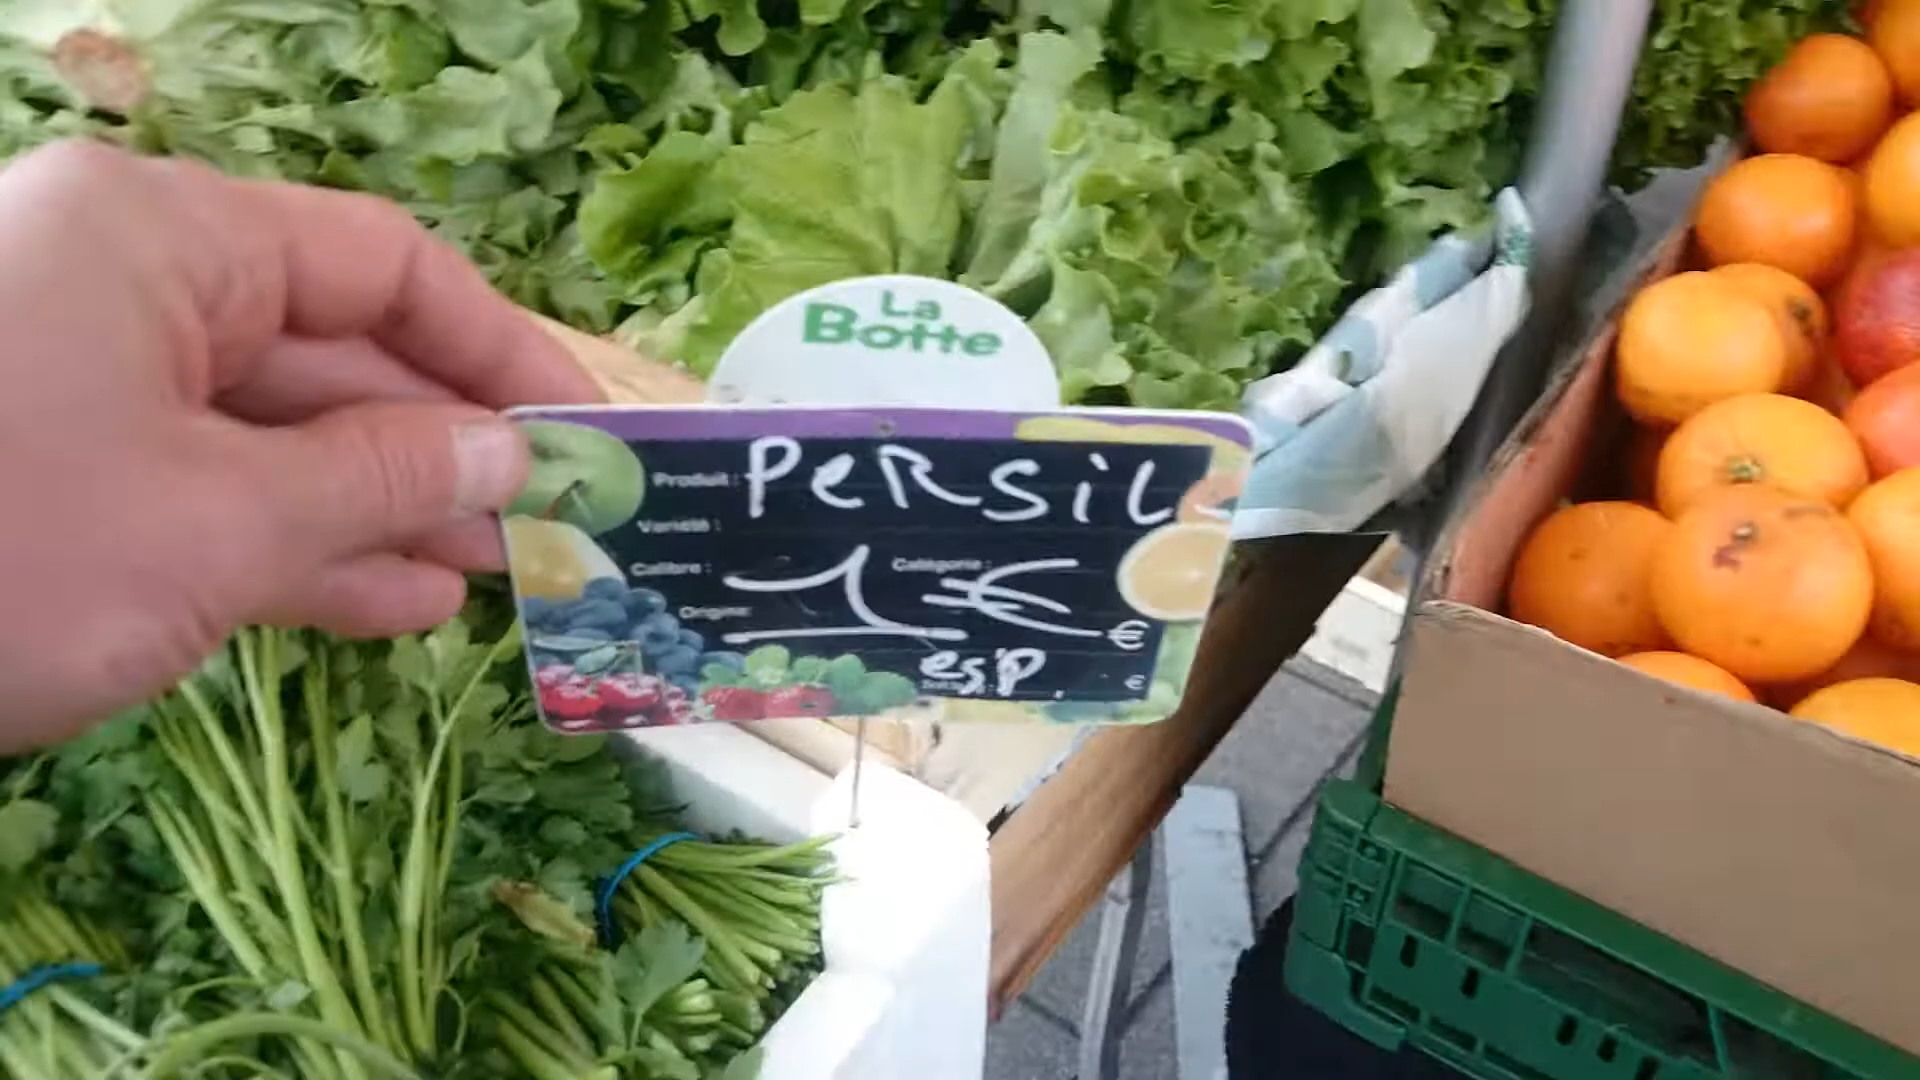 La
Botte
Produit : PERSIL
Variété :
Calibre : 1 Catégorie : €
Origine €
esp. €